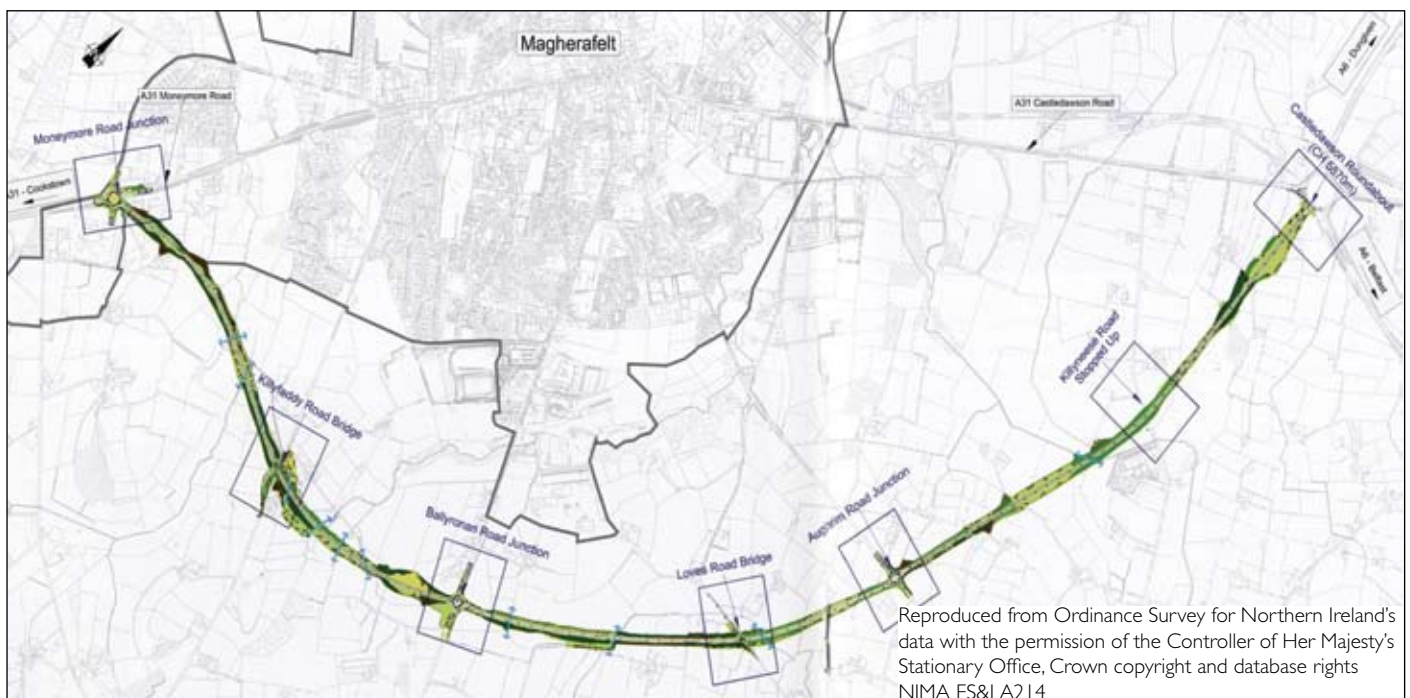 Magherafelt
A31 Moneymore Road
Moneymore Road Junction
A31 - Cookstown
A31 Castledawson Road
A6 - Dungiven
Castledawson Roundabout
(CH 5570m)
A6 - Belfast
Killyneese Road
Stopped Up
Killyfaddy Road Bridge
Ballyronan Road Junction
Loves Road Bridge
Aughrim Road Junction
Reproduced from Ordinance Survey for Northern Ireland's
data with the permission of the Controller of Her Majesty's
Stationary Office, Crown copyright and database rights
NIMA ES&LA214